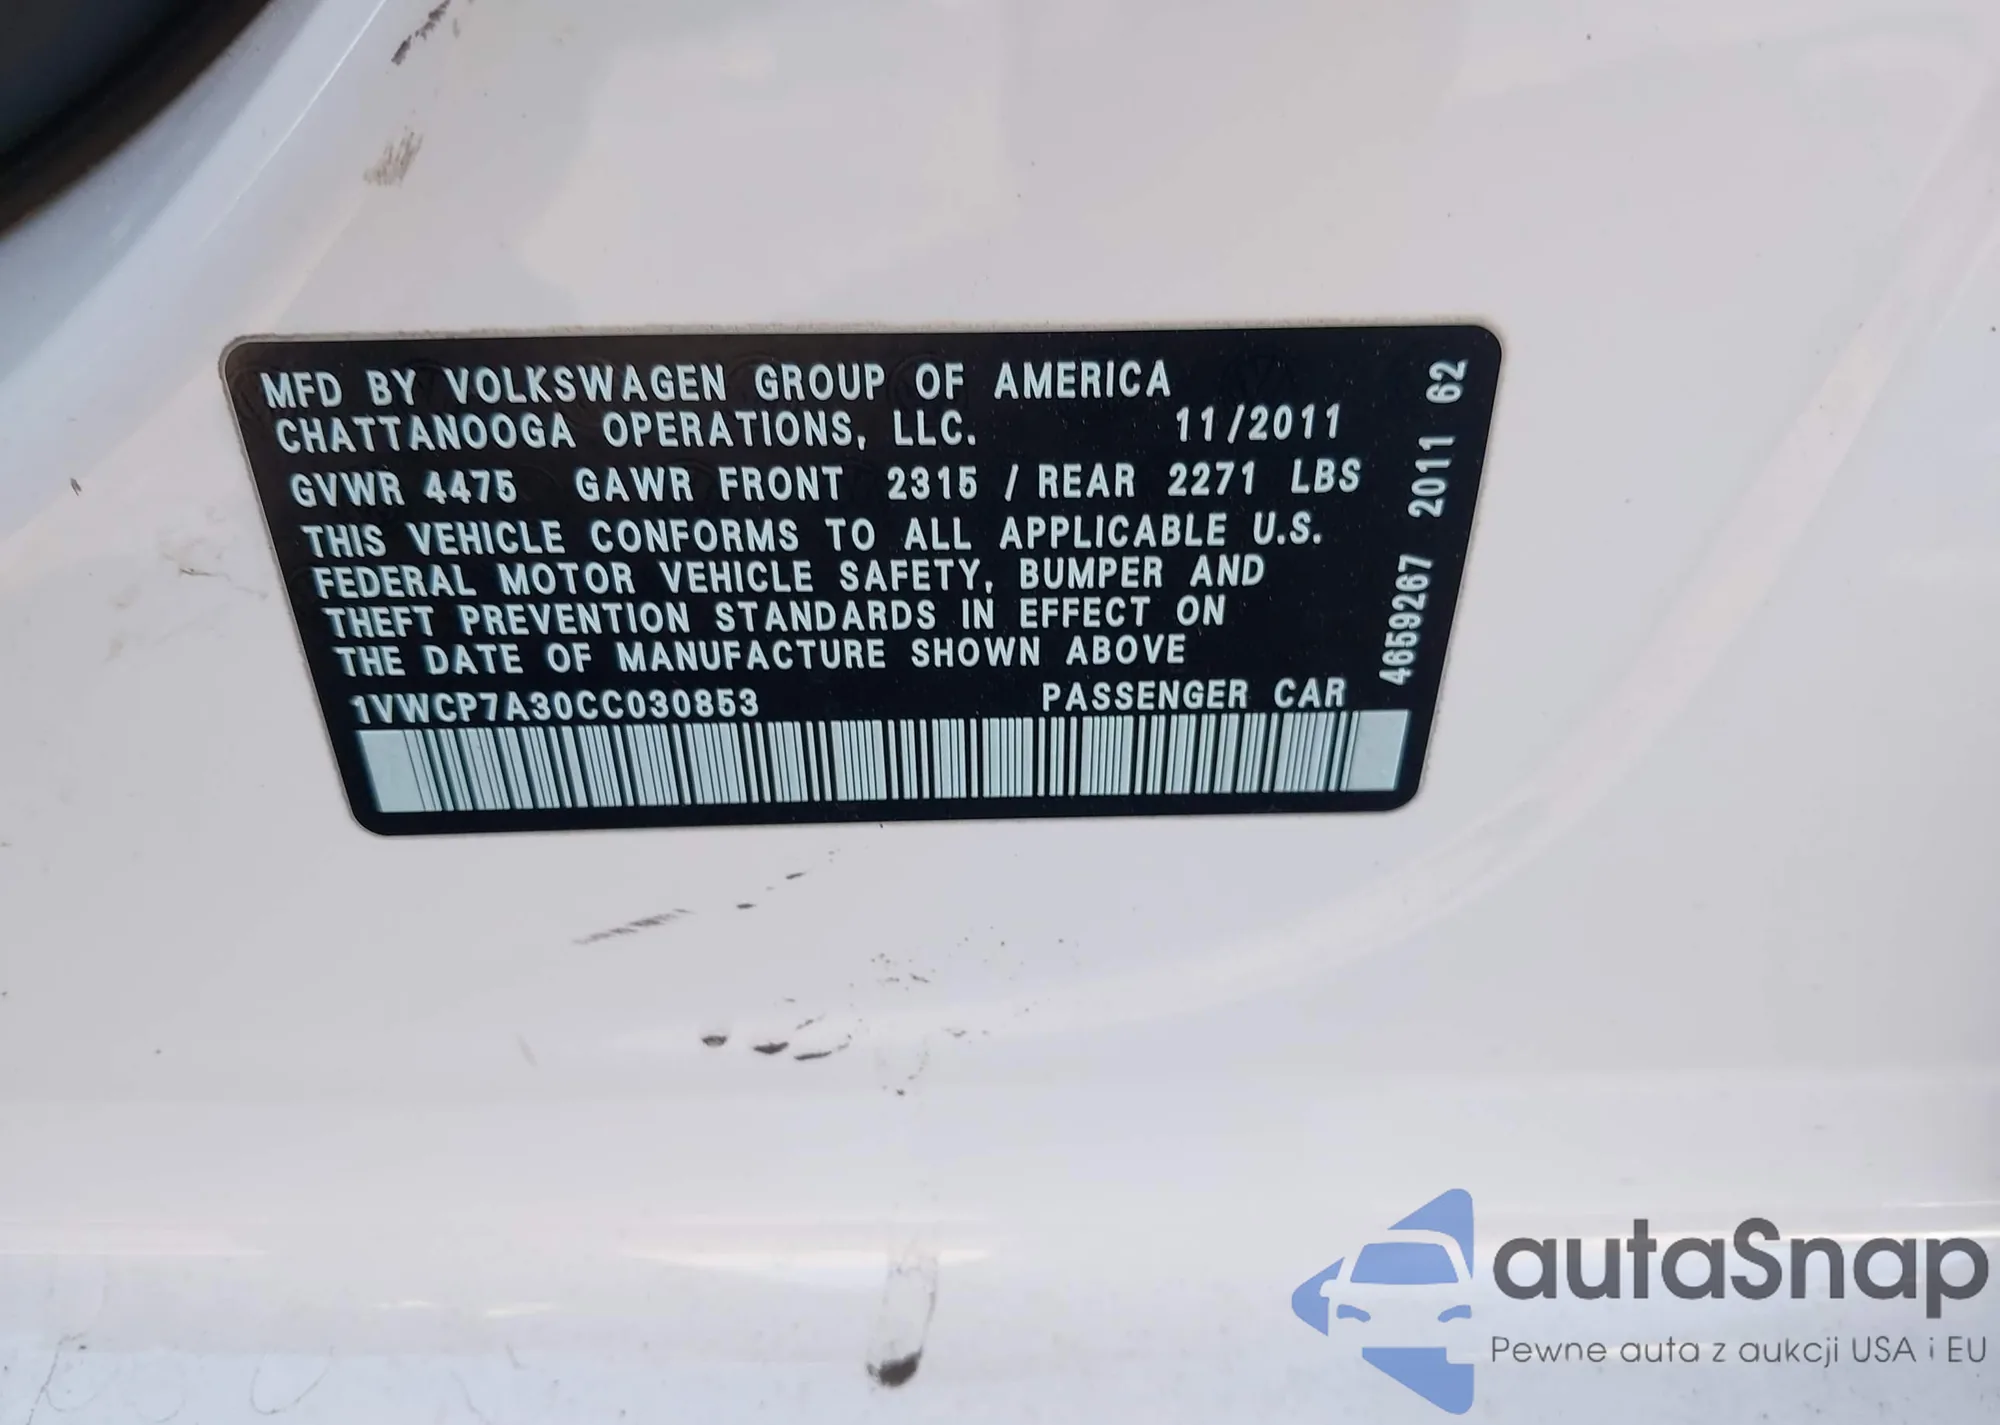 MFD BY VOLKSWAGEN GROUP OF AMERICA
CHATTANOOGA OPERATIONS, LLC. 11/2011
GVWR 4475 GAWR FRONT 2315 / REAR 2271 LBS
THIS VEHICLE CONFORMS TO ALL APPLICABLE U.S.
FEDERAL MOTOR VEHICLE SAFETY, BUMPER AND
THEFT PREVENTION STANDARDS IN EFFECT ON
THE DATE OF MANUFACTURE SHOWN ABOVE
1VWCP7A30CC030853 PASSENGER CAR
4659267 2011 62
autaSnap
Pewne auta z aukcji USA i EU